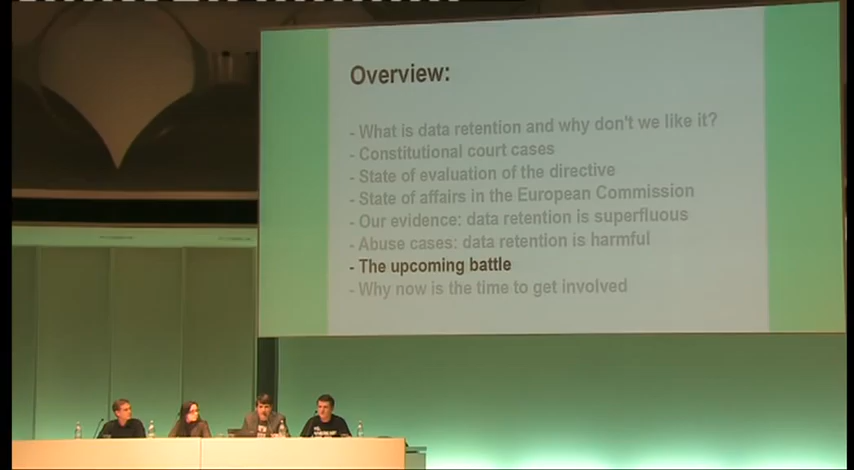 Overview:
- What is data retention and why don't we like it?
- Constitutional court cases
- State of evaluation of the directive
- State of affairs in the European Commission
- Our evidence: data retention is superfluous
- Abuse cases: data retention is harmful
- The upcoming battle
- Why now is the time to get involved